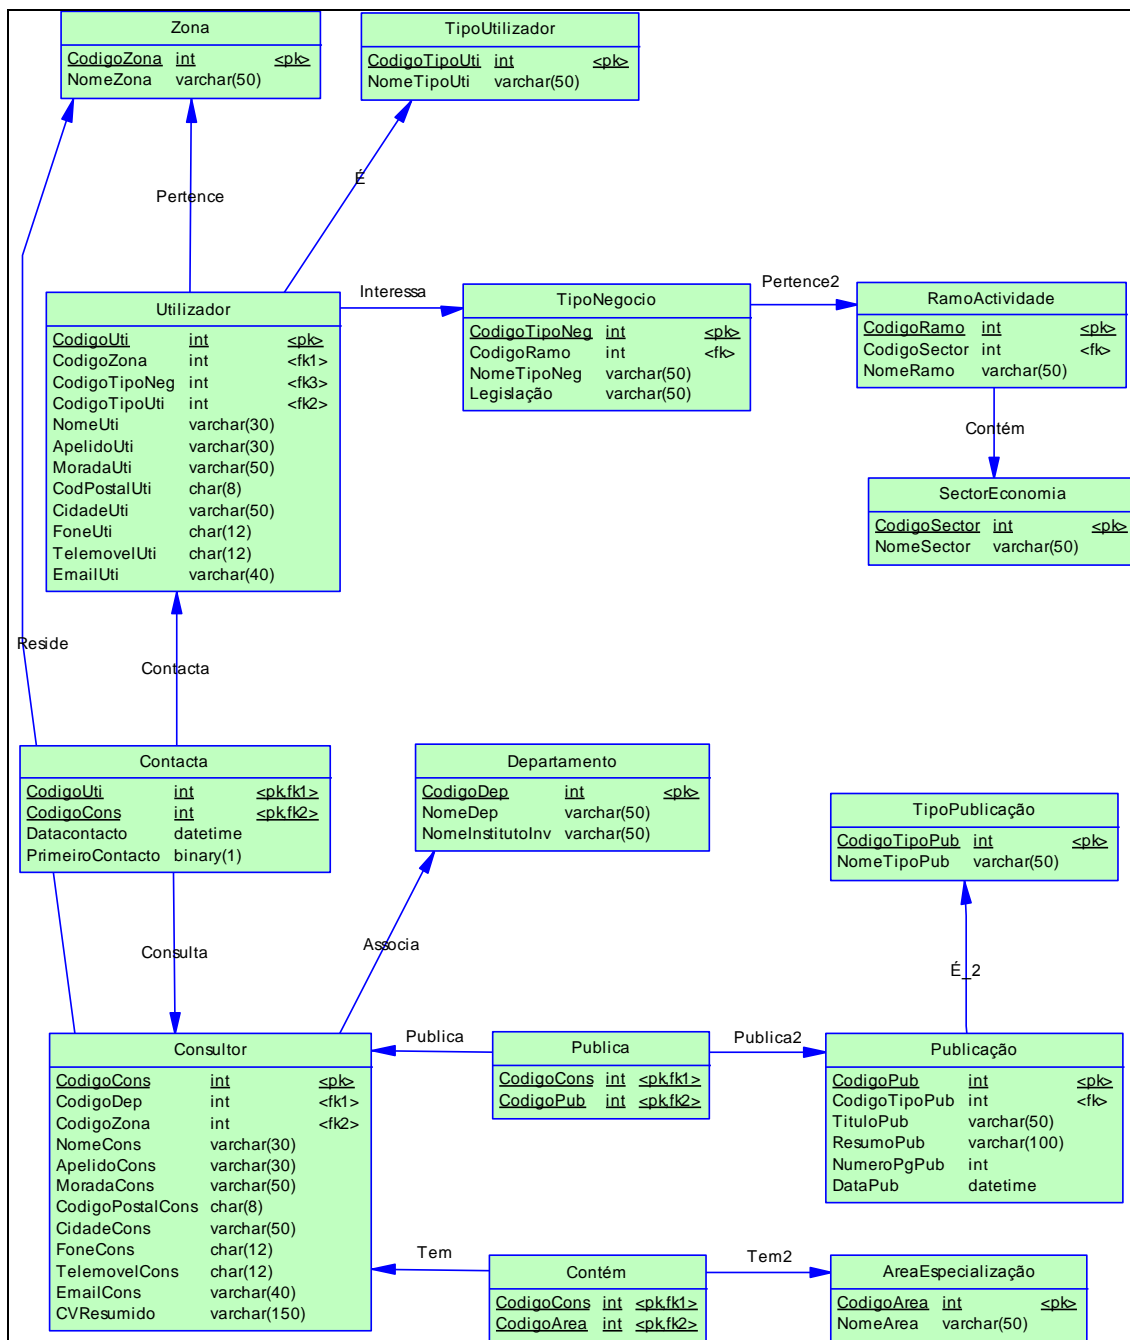 Zona
CodigoZona int <pk>
NomeZona varchar(50)
TipoUtilizador
CodigoTipoUti int <pk>
NomeTipoUti varchar(50)
Pertence
É
Utilizador
CodigoUti int <pk>
CodigoZona int <fk1>
CodigoTipoNeg int <fk3>
CodigoTipoUti int <fk2>
NomeUti varchar(30)
ApelidoUti varchar(30)
MoradaUti varchar(50)
CodPostalUti char(8)
CidadeUti varchar(50)
FoneUti char(12)
TelemovelUti char(12)
EmailUti varchar(40)
Interessa
TipoNegocio
CodigoTipoNeg int <pk>
CodigoRamo int <fk>
NomeTipoNeg varchar(50)
Legislação varchar(50)
Pertence2
RamoActividade
CodigoRamo int <pk>
CodigoSector int <fk>
NomeRamo varchar(50)
Contém
SectorEconomia
CodigoSector int <pk>
NomeSector varchar(50)
Reside
Contacta
Contacta
CodigoUti int <pk,fk1>
CodigoCons int <pk,fk2>
Datacontacto datetime
PrimeiroContacto binary(1)
Departamento
CodigoDep int <pk>
NomeDep varchar(50)
NomeInstitutoInv varchar(50)
TipoPublicação
CodigoTipoPub int <pk>
NomeTipoPub varchar(50)
Consulta
Associa
É_2
Consultor
CodigoCons int <pk>
CodigoDep int <fk1>
CodigoZona int <fk2>
NomeCons varchar(30)
ApelidoCons varchar(30)
MoradaCons varchar(50)
CodigoPostalCons char(8)
CidadeCons varchar(50)
FoneCons char(12)
TelemovelCons char(12)
EmailCons varchar(40)
CVResumido varchar(150)
Publica
Publica
CodigoCons int <pk,fk1>
CodigoPub int <pk,fk2>
Publica2
Publicação
CodigoPub int <pk>
CodigoTipoPub int <fk>
TituloPub varchar(50)
ResumoPub varchar(100)
NumeroPgPub int
DataPub datetime
Tem
Contém
CodigoCons int <pk,fk1>
CodigoArea int <pk,fk2>
Tem2
AreaEspecialização
CodigoArea int <pk>
NomeArea varchar(50)